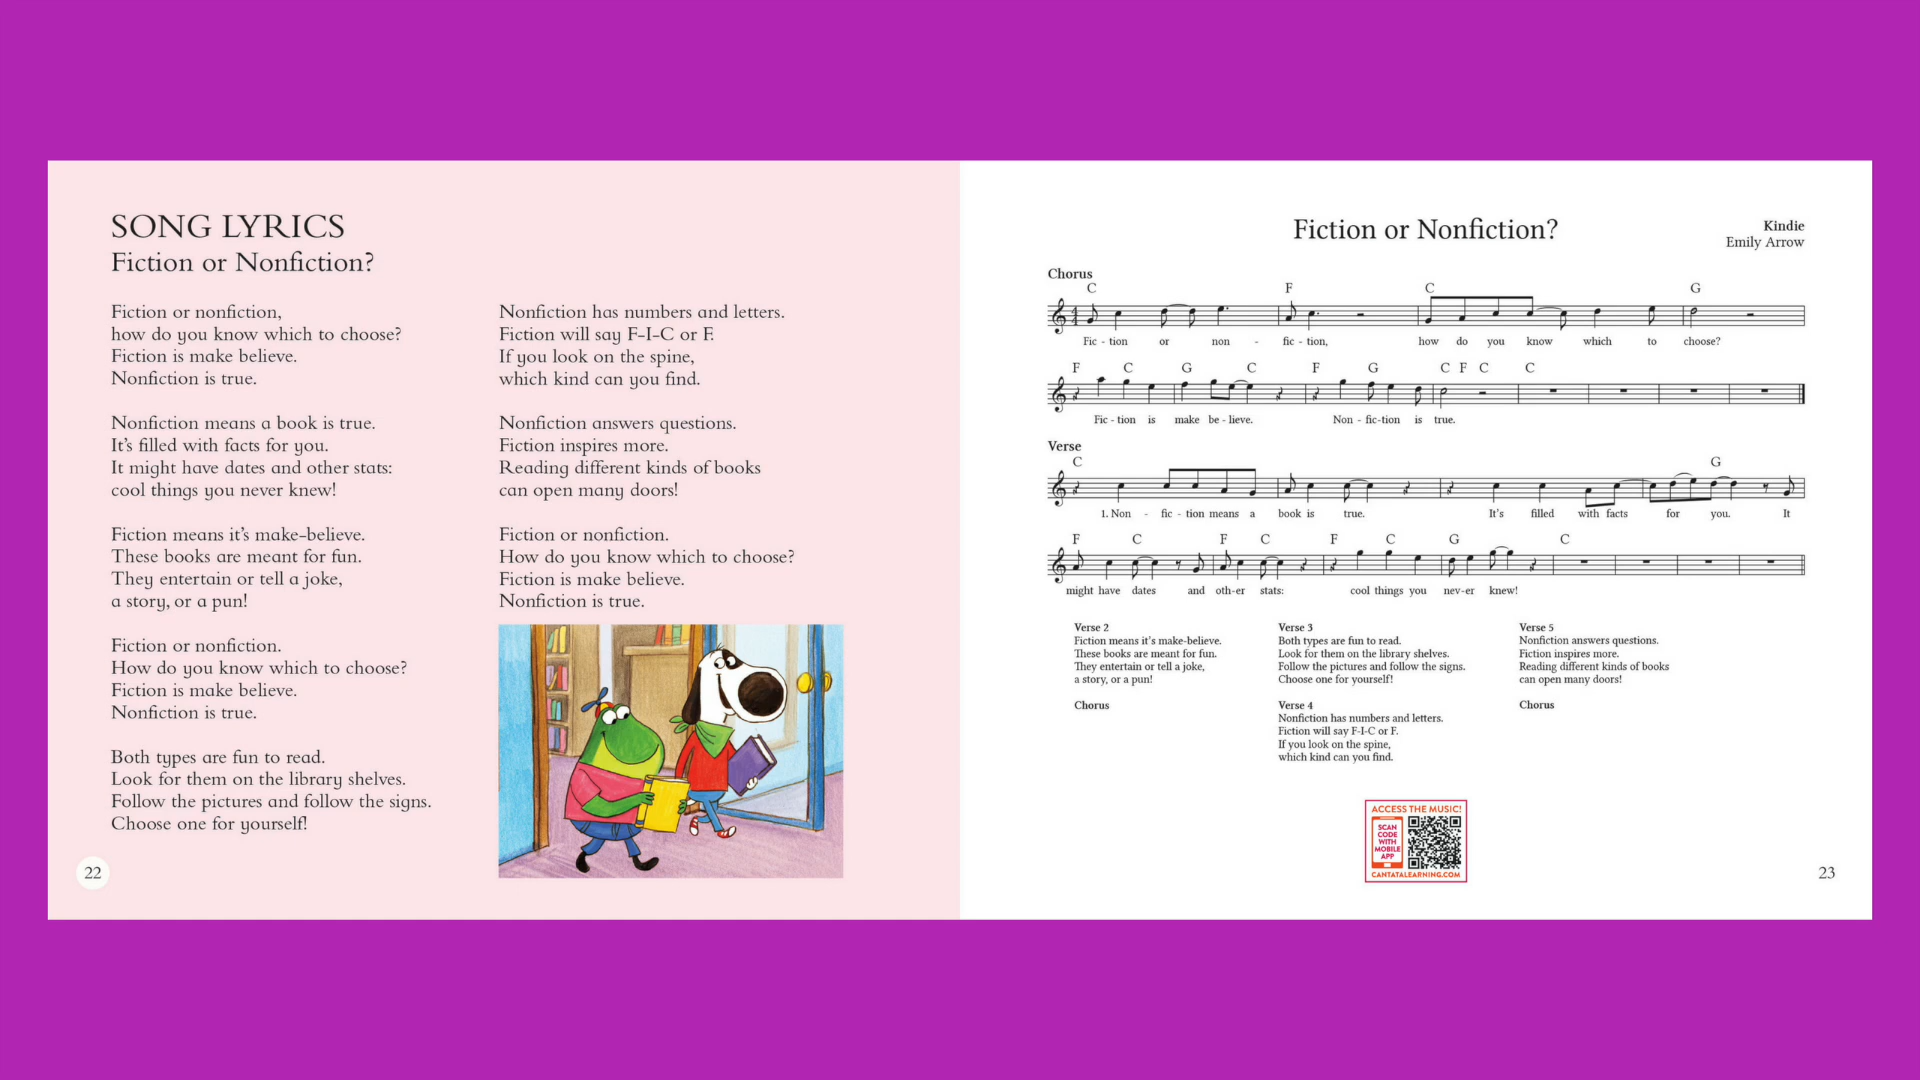 SONG LYRICS
Fiction or Nonfiction?
Fiction or nonfiction,
how do you know which to choose?
Fiction is make believe.
Nonfiction is true.
Nonfiction means a book is true.
It's filled with facts for you.
It might have dates and other stats:
cool things you never knew!
Fiction means it's make-believe.
These books are meant for fun.
They entertain or tell a joke,
a story, or a pun!
Fiction or nonfiction.
How do you know which to choose?
Fiction is make believe.
Nonfiction is true.
Both types are fun to read.
Look for them on the library shelves.
Follow the pictures and follow the signs.
Choose one for yourself!
22
Nonfiction has numbers and letters.
Fiction will say F-I-C or F.
If you look on the spine,
which kind can you find.
Nonfiction answers questions.
Fiction inspires more.
Reading different kinds of books
can open many doors!
Fiction or nonfiction.
How do you know which to choose?
Fiction is make believe.
Nonfiction is true.
Fiction or Nonfiction?
Kindie
Emily Arrow
Chorus
C F C G
4
4
Fic - tion or non - fic - tion, how do you know which to choose?
F C G C F G C F C C
Fic - tion is make be - lieve. Non - fic-tion is true.
Verse
C G
1. Non - fic - tion means a book is true. It's filled with facts for you. It
F C F C F C G C
might have dates and oth-er stats: cool things you nev-er knew!
Verse 2
Fiction means it's make-believe.
These books are meant for fun.
They entertain or tell a joke,
a story, or a pun!
Chorus
Verse 3
Both types are fun to read.
Look for them on the library shelves.
Follow the pictures and follow the signs.
Choose one for yourself!
Verse 4
Nonfiction has numbers and letters.
Fiction will say F-I-C or F.
If you look on the spine,
which kind can you find.
Verse 5
Nonfiction answers questions.
Fiction inspires more.
Reading different kinds of books
can open many doors!
Chorus
ACCESS THE MUSIC!
SCAN
CODE
WITH
MOBILE
APP
CANTATALEARNING.COM
23